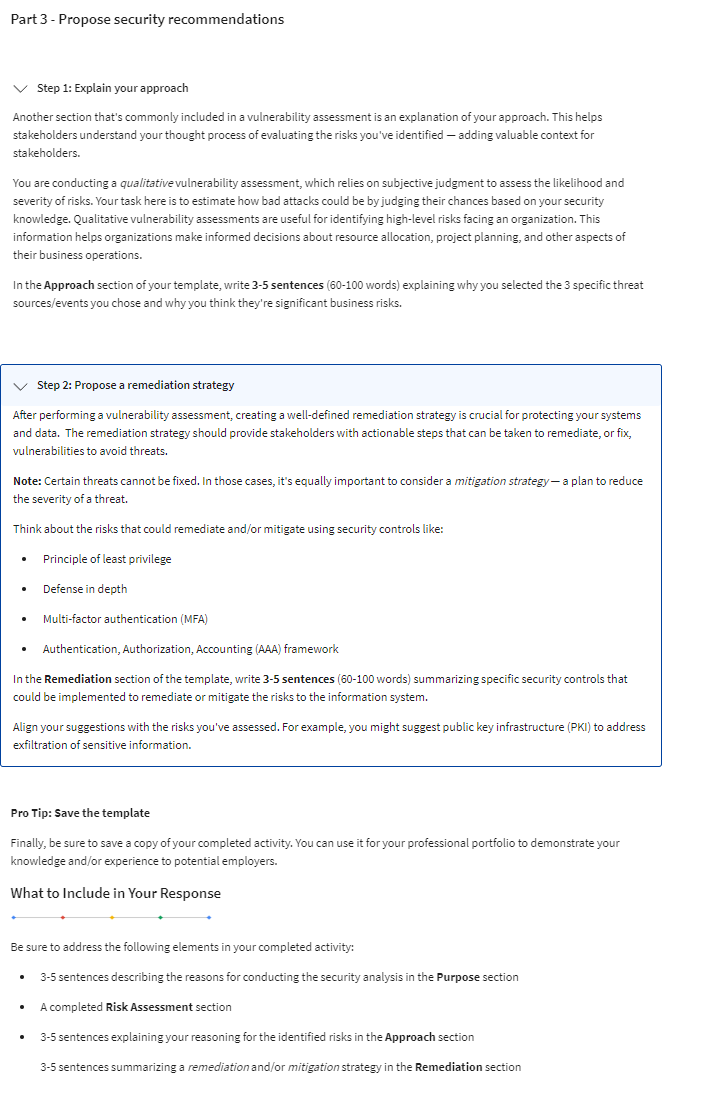 Part 3 - Propose security recommendations
Step 1: Explain your approach
Another section that's commonly included in a vulnerability assessment is an explanation of your approach. This helps
stakeholders understand your thought process of evaluating the risks you've identified — adding valuable context for
stakeholders.
You are conducting a qualitative vulnerability assessment, which relies on subjective judgment to assess the likelihood and
severity of risks. Your task here is to estimate how bad attacks could be by judging their chances based on your security
knowledge. Qualitative vulnerability assessments are useful for identifying high-level risks facing an organization. This
information helps organizations make informed decisions about resource allocation, project planning, and other aspects of
their business operations.
In the Approach section of your template, write 3-5 sentences (60-100 words) explaining why you selected the 3 specific threat
sources/events you chose and why you think they're significant business risks.
Step 2: Propose a remediation strategy
After performing a vulnerability assessment, creating a well-defined remediation strategy is crucial for protecting your systems
and data. The remediation strategy should provide stakeholders with actionable steps that can be taken to remediate, or fix,
vulnerabilities to avoid threats.
Note: Certain threats cannot be fixed. In those cases, it's equally important to consider a mitigation strategy — a plan to reduce
the severity of a threat.
Think about the risks that could remediate and/or mitigate using security controls like:
• Principle of least privilege
• Defense in depth
• Multi-factor authentication (MFA)
• Authentication, Authorization, Accounting (AAA) framework
In the Remediation section of the template, write 3-5 sentences (60-100 words) summarizing specific security controls that
could be implemented to remediate or mitigate the risks to the information system.
Align your suggestions with the risks you've assessed. For example, you might suggest public key infrastructure (PKI) to address
exfiltration of sensitive information.
Pro Tip: Save the template
Finally, be sure to save a copy of your completed activity. You can use it for your professional portfolio to demonstrate your
knowledge and/or experience to potential employers.
What to Include in Your Response
Be sure to address the following elements in your completed activity:
• 3-5 sentences describing the reasons for conducting the security analysis in the Purpose section
• A completed Risk Assessment section
• 3-5 sentences explaining your reasoning for the identified risks in the Approach section
3-5 sentences summarizing a remediation and/or mitigation strategy in the Remediation section